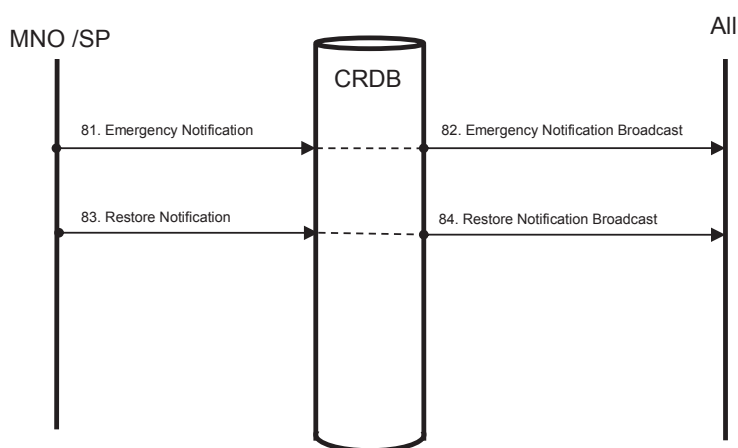 MNO /SP
All
CRDB
81. Emergency Notification
82. Emergency Notification Broadcast
83. Restore Notification
84. Restore Notification Broadcast